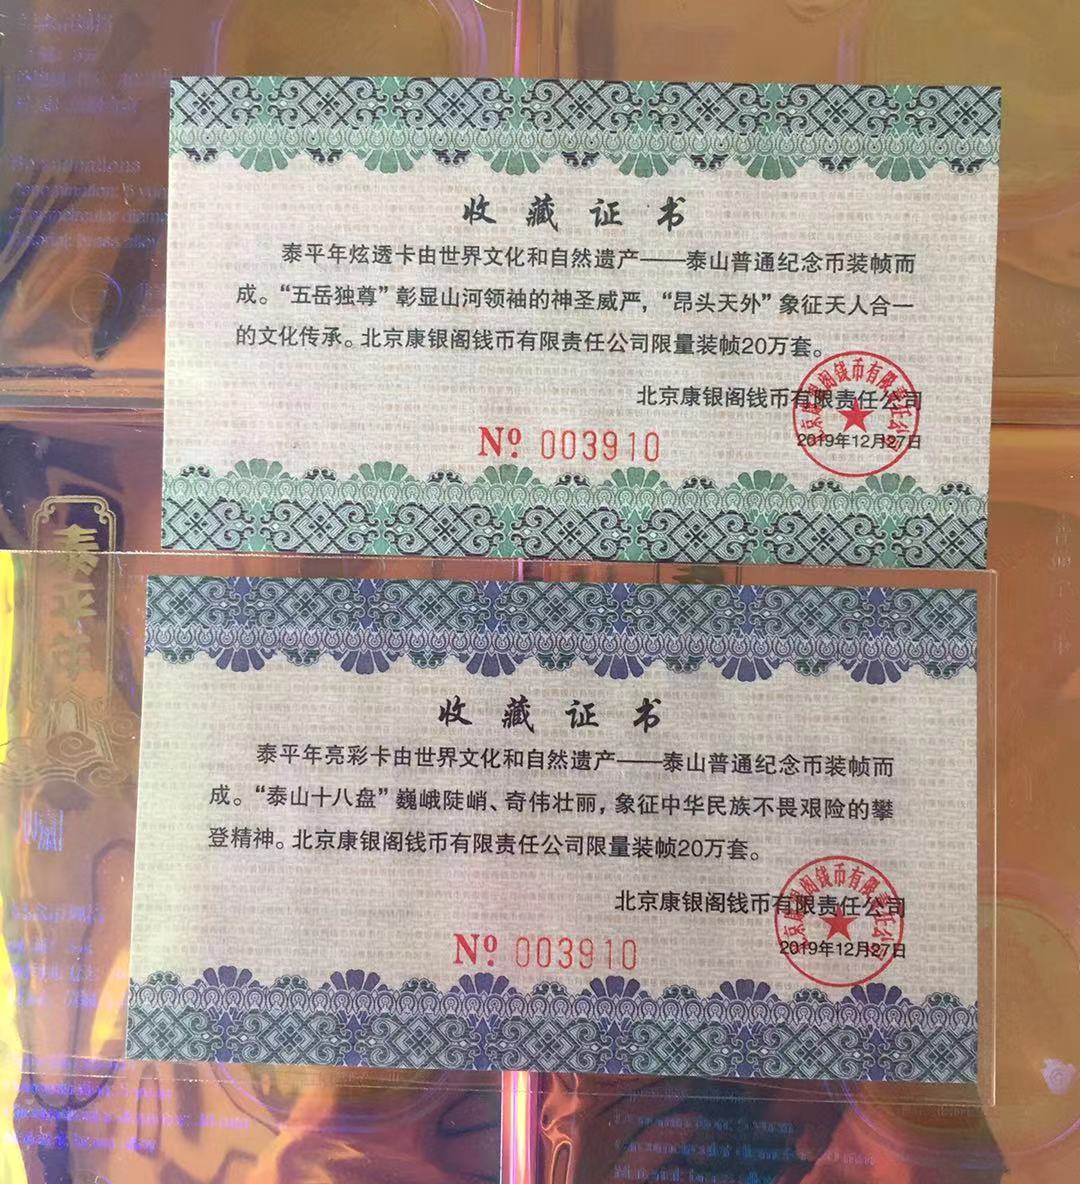 收藏证书
泰平年炫透卡由世界文化和自然遗产——泰山普通纪念币装帧而
成。“五岳独尊”彰显山河领袖的神圣威严，“昂头天外”象征天人合一
的文化传承。北京康银阁钱币有限责任公司限量装帧20万套。
北京康银阁钱币有限责任公司
2019年12月27日
Nº 003910
泰平年
收藏证书
泰平年亮彩卡由世界文化和自然遗产——泰山普通纪念币装帧而
成。“泰山十八盘”巍峨陡峭、奇伟壮丽，象征中华民族不畏艰险的攀
登精神。北京康银阁钱币有限责任公司限量装帧20万套。
北京康银阁钱币有限责任公司
2019年12月27日
Nº 003910